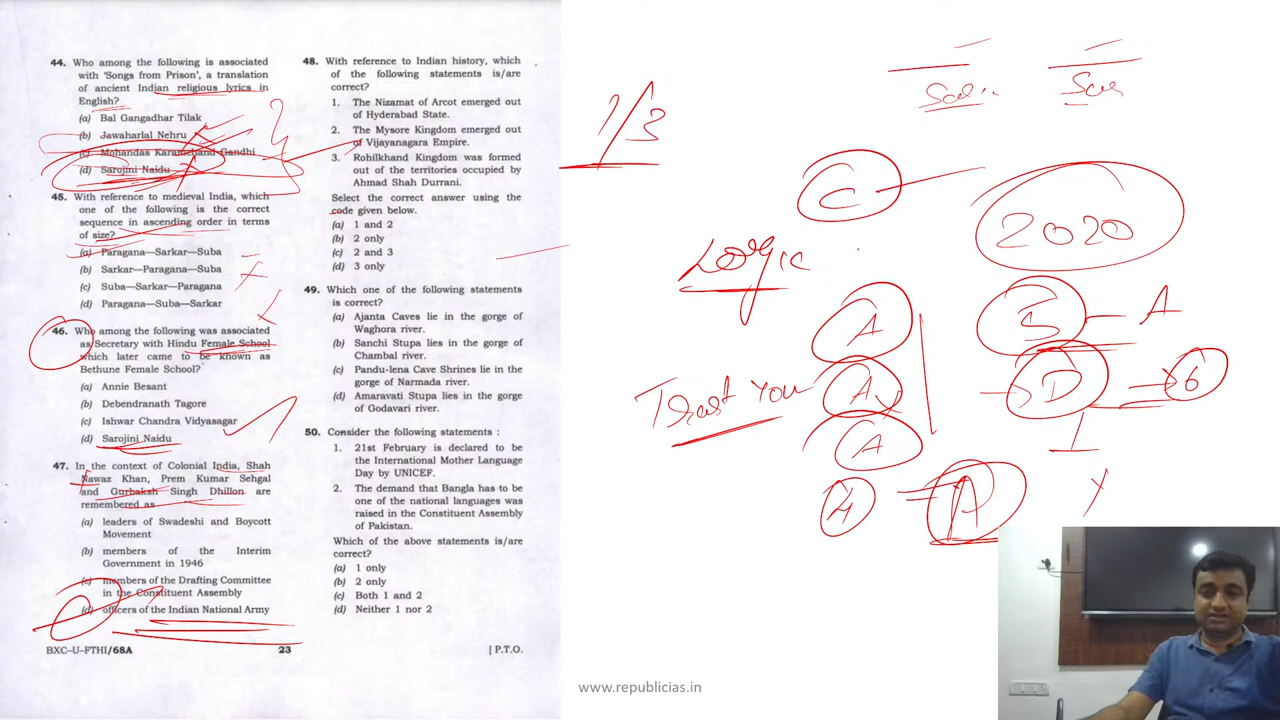 44. Who among the following is associated
with 'Songs from Prison', a translation
of ancient Indian religious lyrics in
English?
(a) Bal Gangadhar Tilak
(b) Jawaharlal Nehru
(c) Mohandas Karamchand Gandhi
(d) Sarojini Naidu
45. With reference to medieval India, which
one of the following is the correct
sequence in ascending order in terms
of size?
(a) Paragana—Sarkar—Suba
(b) Sarkar—Paragana—Suba
(c) Suba—Sarkar—Paragana
(d) Paragana—Suba—Sarkar
46. Who among the following was associated
as Secretary with Hindu Female School
which later came to be known as
Bethune Female School?
(a) Annie Besant
(b) Debendranath Tagore
(c) Ishwar Chandra Vidyasagar
(d) Sarojini Naidu
47. In the context of Colonial India, Shah
Nawaz Khan, Prem Kumar Sehgal
and Gurbaksh Singh Dhillon are
remembered as
(a) leaders of Swadeshi and Boycott
Movement
(b) members of the Interim
Government in 1946
(c) members of the Drafting Committee
in the Constituent Assembly
(d) officers of the Indian National Army
BXC-U-FTHI/68A
23
48. With reference to Indian history, which
of the following statements is/are
correct?
1. The Nizamat of Arcot emerged out
of Hyderabad State.
2. The Mysore Kingdom emerged out
of Vijayanagara Empire.
3. Rohilkhand Kingdom was formed
out of the territories occupied by
Ahmad Shah Durrani.
Select the correct answer using the
code given below.
(a) 1 and 2
(b) 2 only
(c) 2 and 3
(d) 3 only
49. Which one of the following statements
is correct?
(a) Ajanta Caves lie in the gorge of
Waghora river.
(b) Sanchi Stupa lies in the gorge of
Chambal river.
(c) Pandu-lena Cave Shrines lie in the
gorge of Narmada river.
(d) Amaravati Stupa lies in the gorge
of Godavari river.
50. Consider the following statements :
1. 21st February is declared to be
the International Mother Language
Day by UNICEF.
2. The demand that Bangla has to be
one of the national languages was
raised in the Constituent Assembly
of Pakistan.
Which of the above statements is/are
correct?
(a) 1 only
(b) 2 only
(c) Both 1 and 2
(d) Neither 1 nor 2
[ P.T.O.
1/3
C
2020
Logic
A B A
Trust You A D 6
A
4 A
www.republicias.in